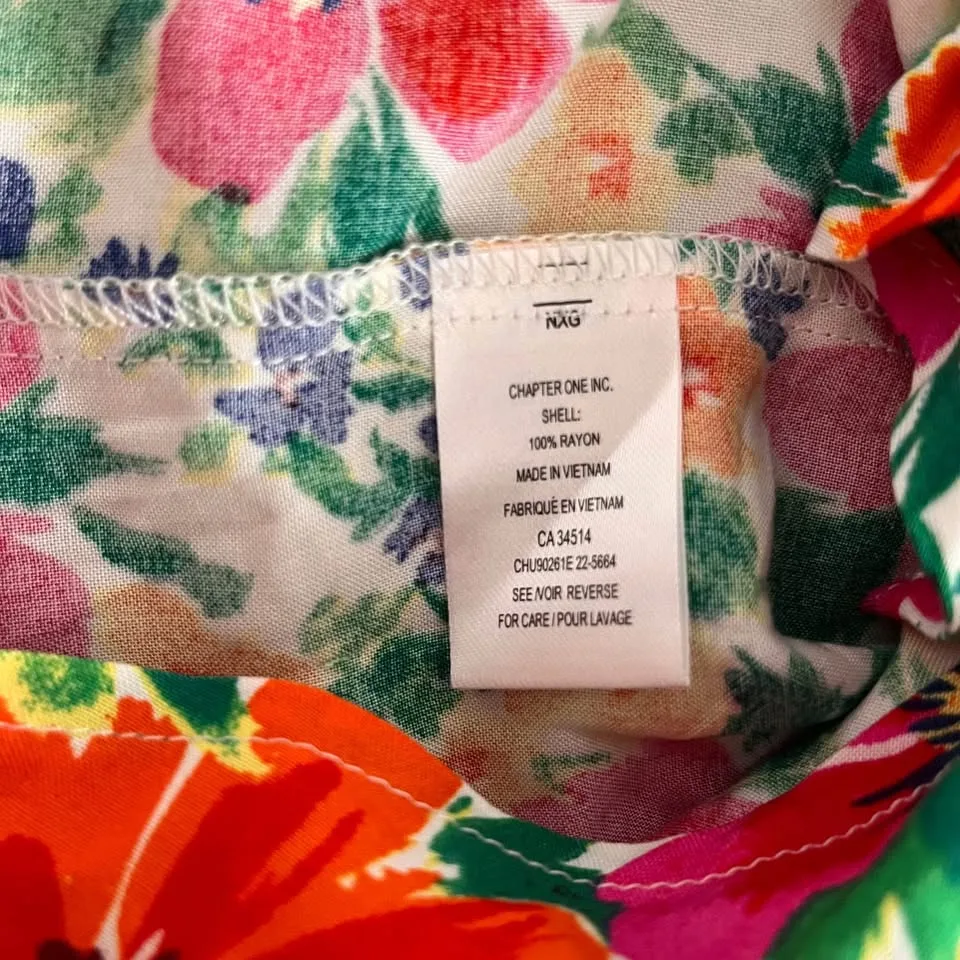 NXG
CHAPTER ONE INC.
SHELL:
100% RAYON
MADE IN VIETNAM
FABRIQUÉ EN VIETNAM
CA 34514
CHU90261E 22-5664
SEE /VOIR REVERSE
FOR CARE / POUR LAVAGE